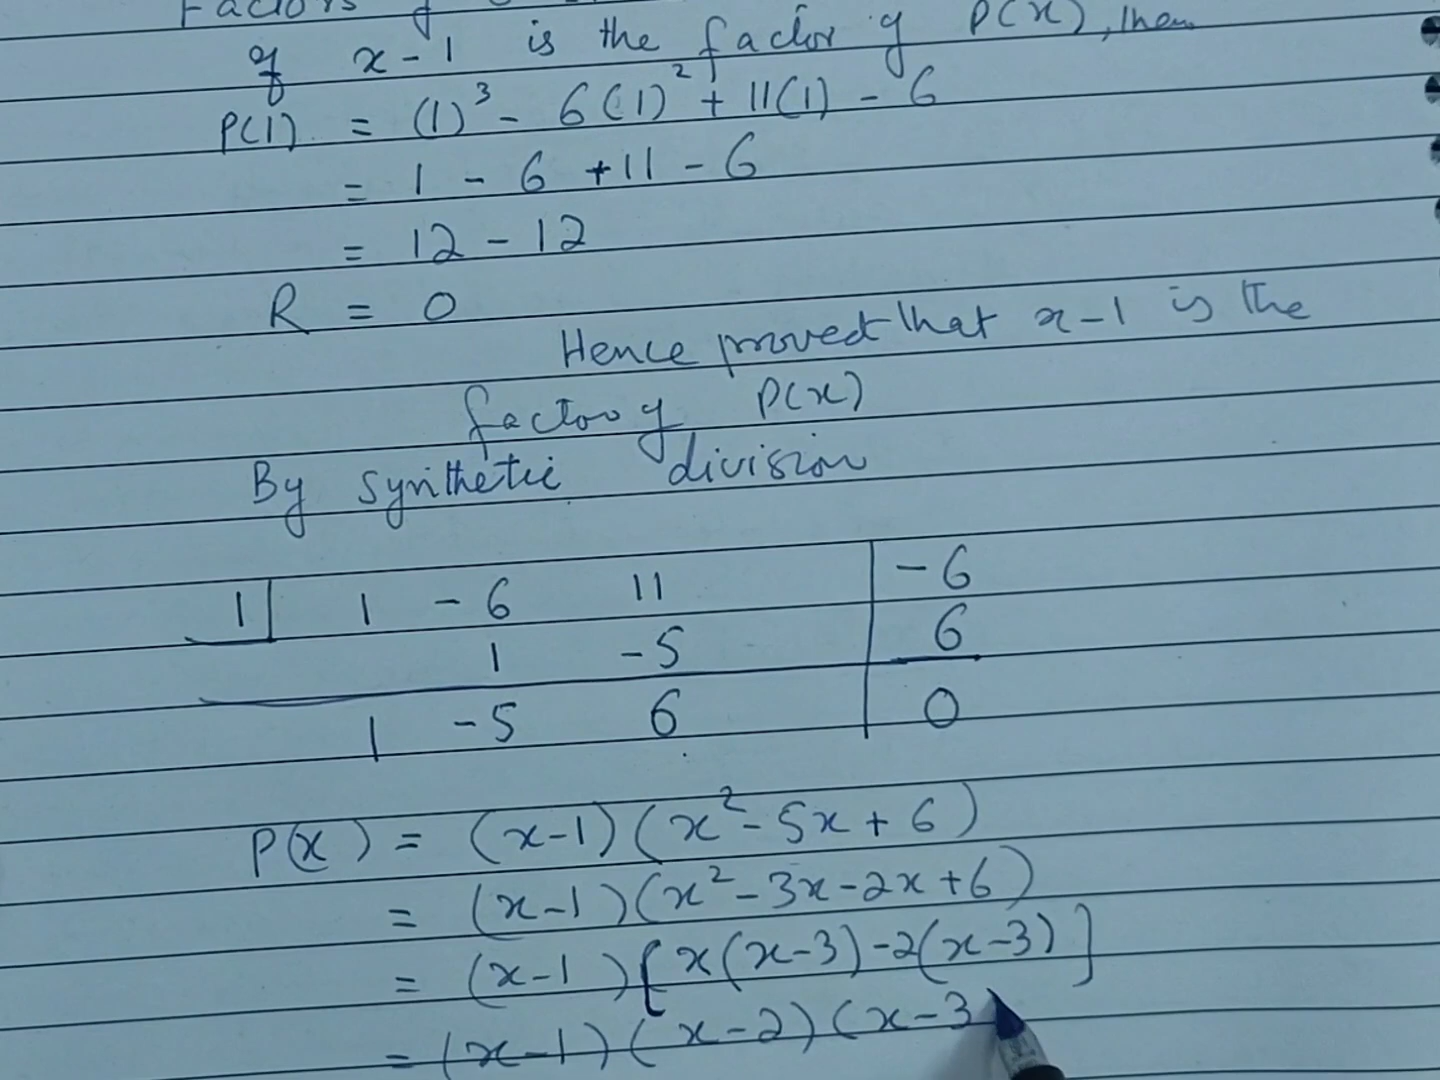 Factors of
If x - 1 is the factor of P(x), then
P(1) = (1)³ - 6(1)² + 11(1) - 6
= 1 - 6 + 11 - 6
= 12 - 12
R = 0
Hence proved that x-1 is the
factor of P(x)
By synthetic division
1 1 -6 11 -6
1 -5 6
1 -5 6 0
P(x) = (x-1)(x²-5x+6)
= (x-1)(x²-3x-2x+6)
= (x-1)[x(x-3)-2(x-3)]
= (x-1)(x-2)(x-3)